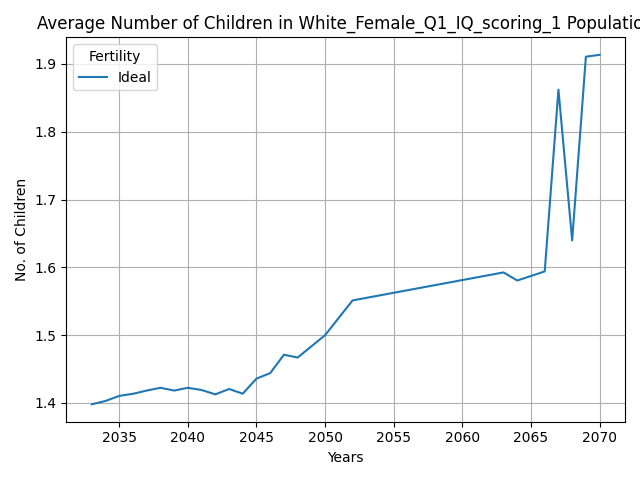 Average Number of Children in White_Female_Q1_IQ_scoring_1 Populatio
Fertility
Ideal
1.9
1.8
1.7
1.6
1.5
1.4
No. of Children
2035 2040 2045 2050 2055 2060 2065 2070
Years